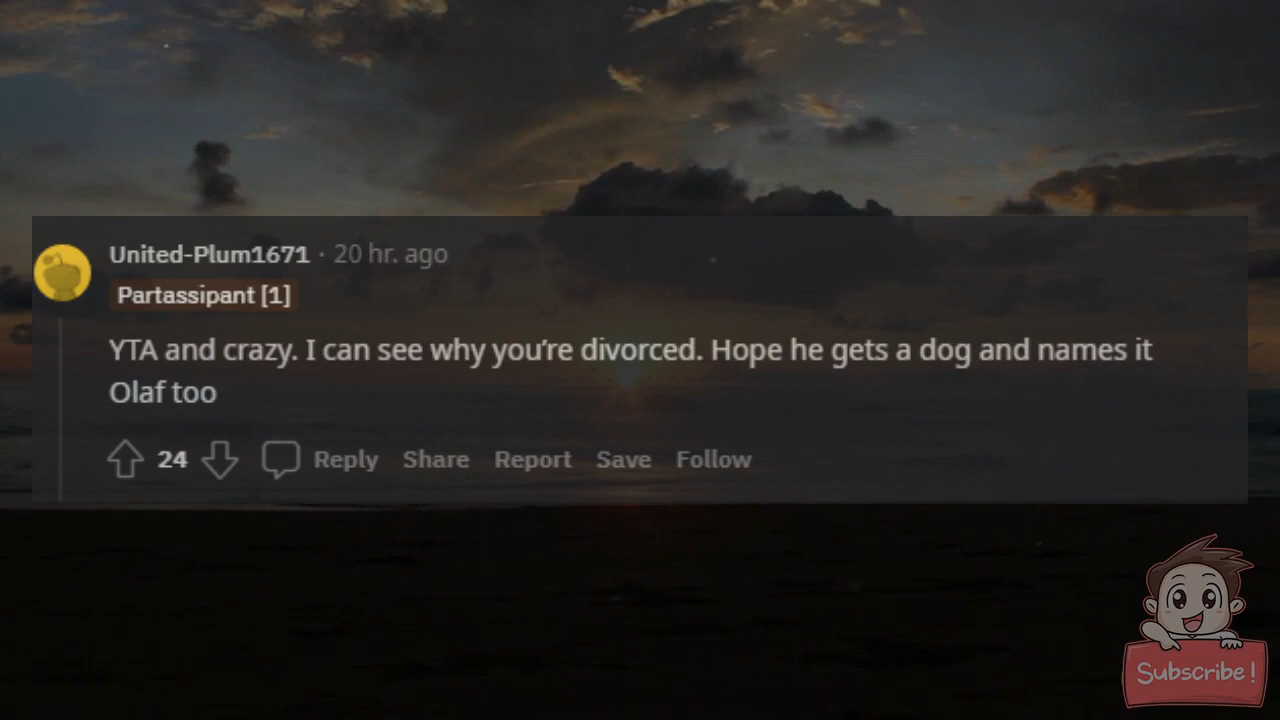 United-Plum1671 · 20 hr. ago
Partassipant [1]
YTA and crazy. I can see why you’re divorced. Hope he gets a dog and names it
Olaf too
24 Reply Share Report Save Follow
Subscribe!